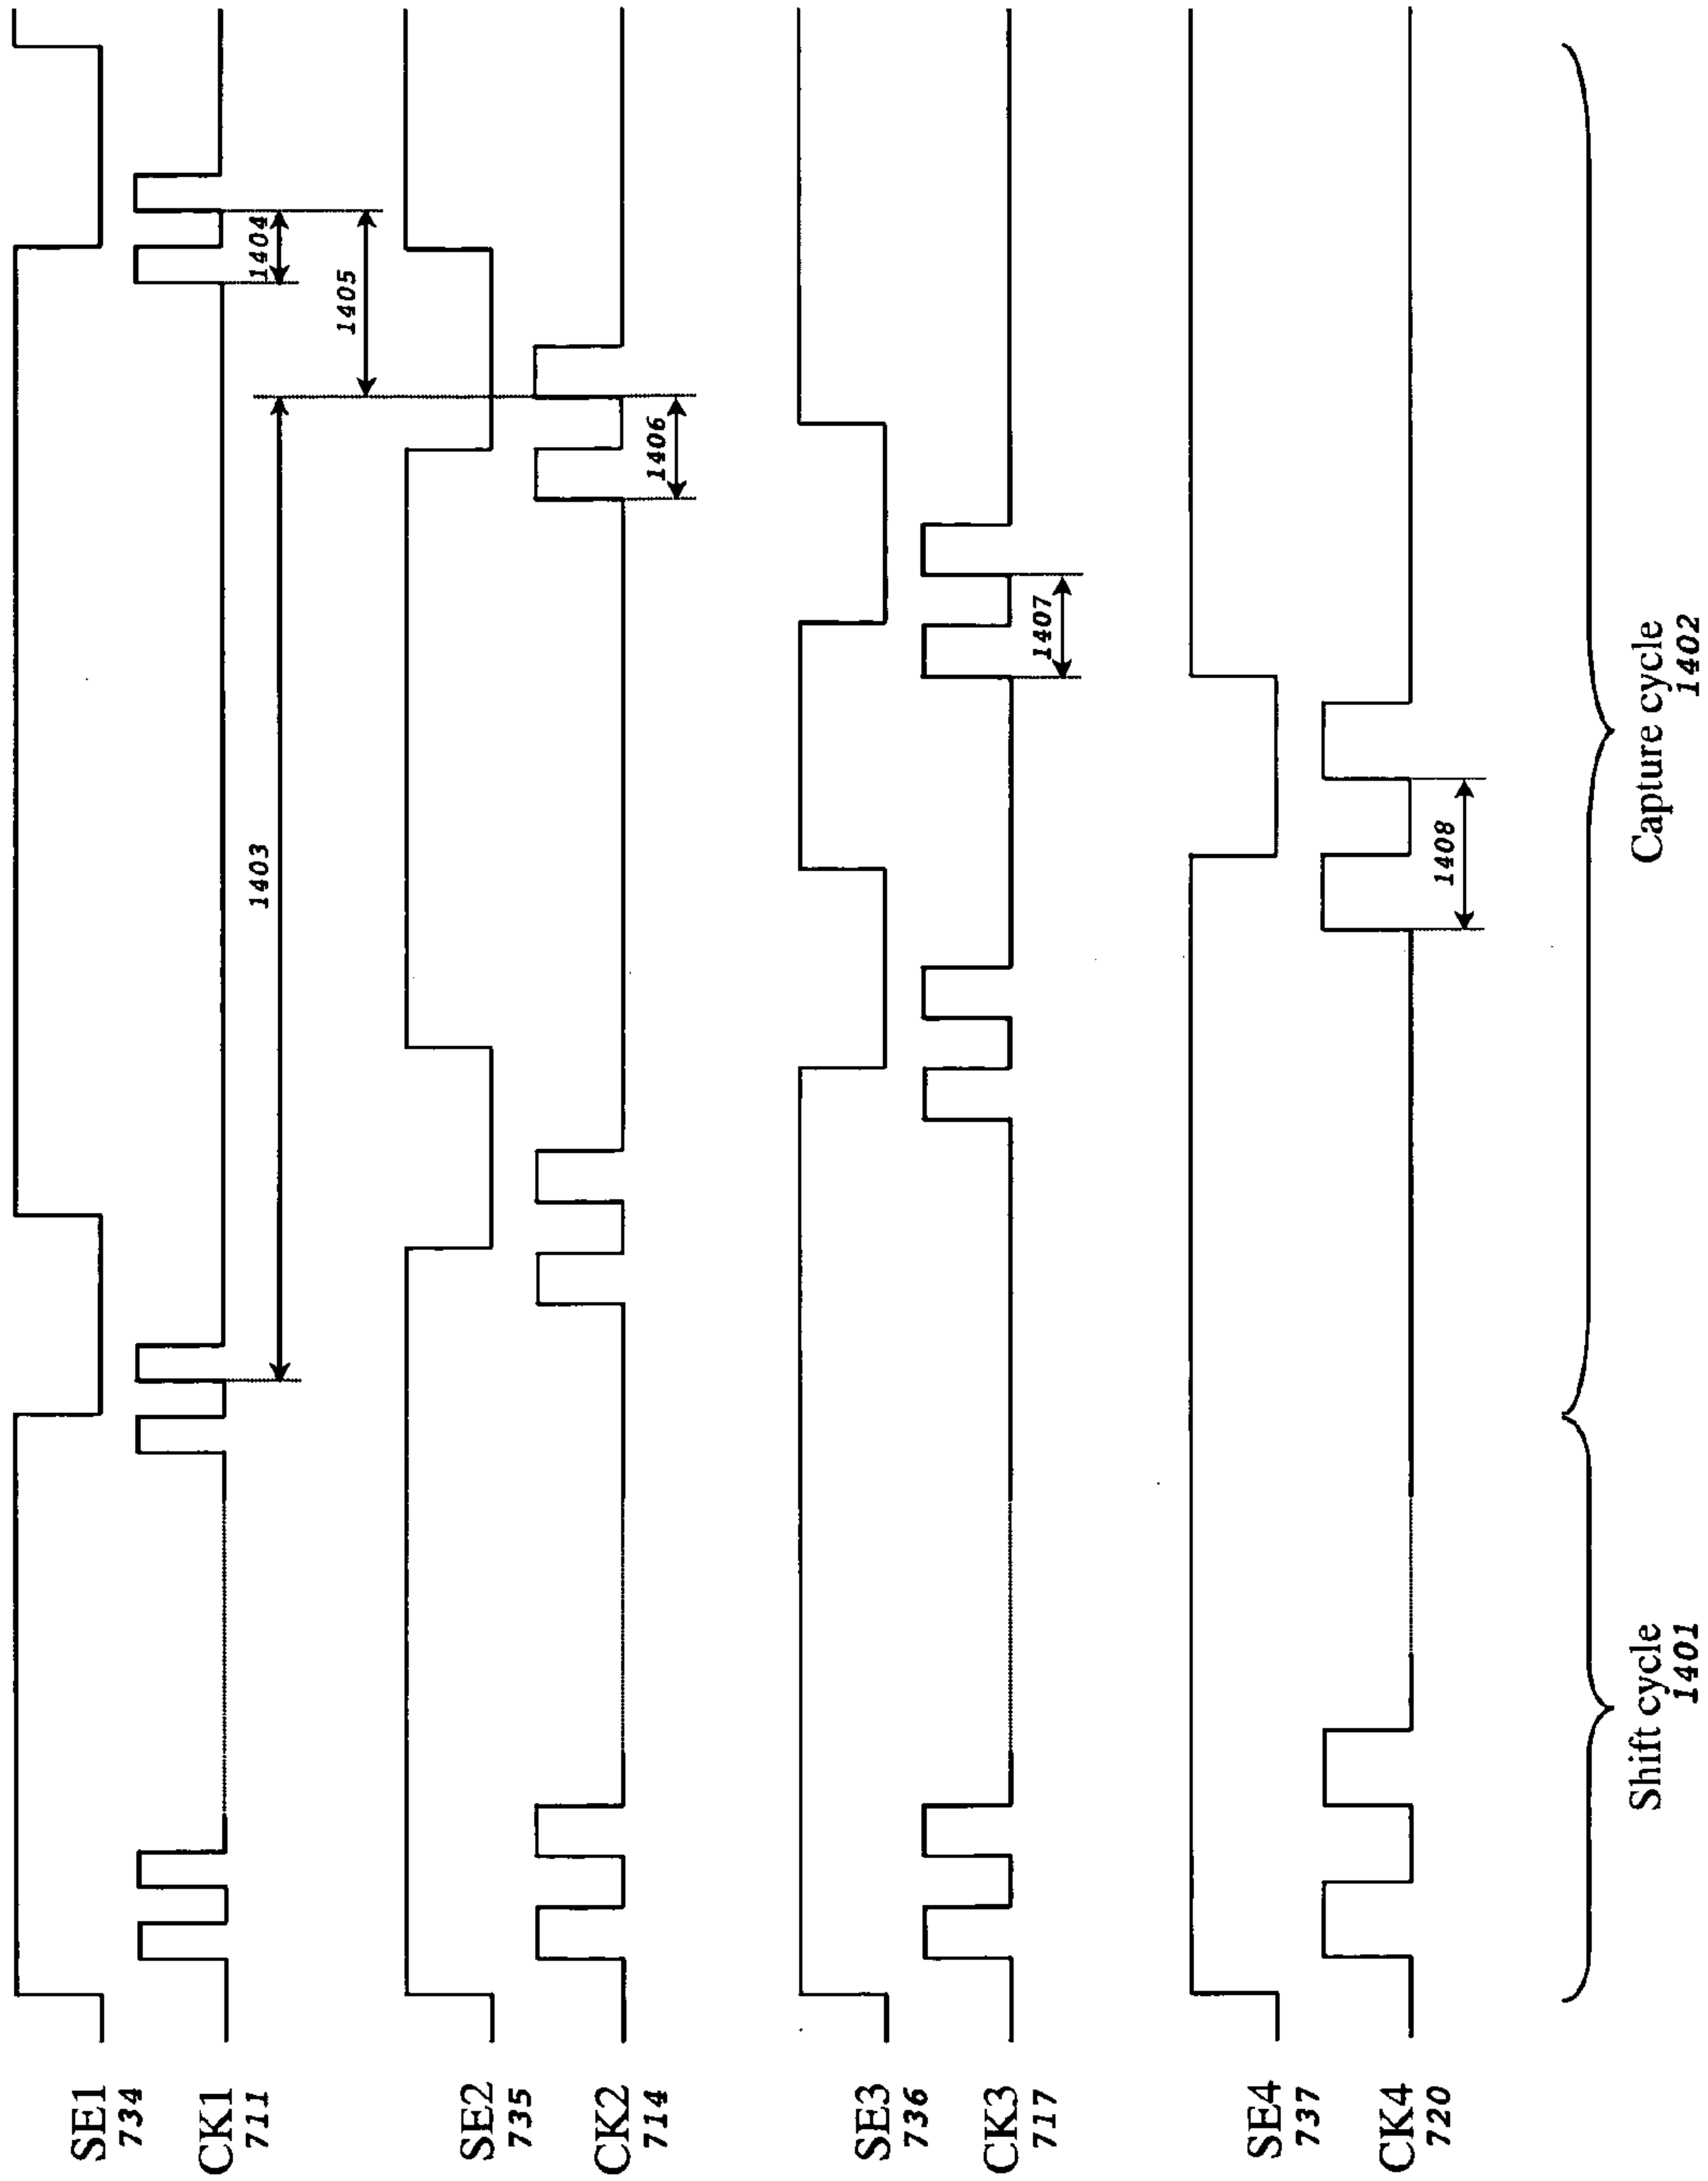 SE1
734
CK1
711
1403
1404
1405
SE2
735
CK2
714
1406
SE3
736
CK3
717
1407
SE4
737
CK4
720
1408
Shift cycle
1401
Capture cycle
1402